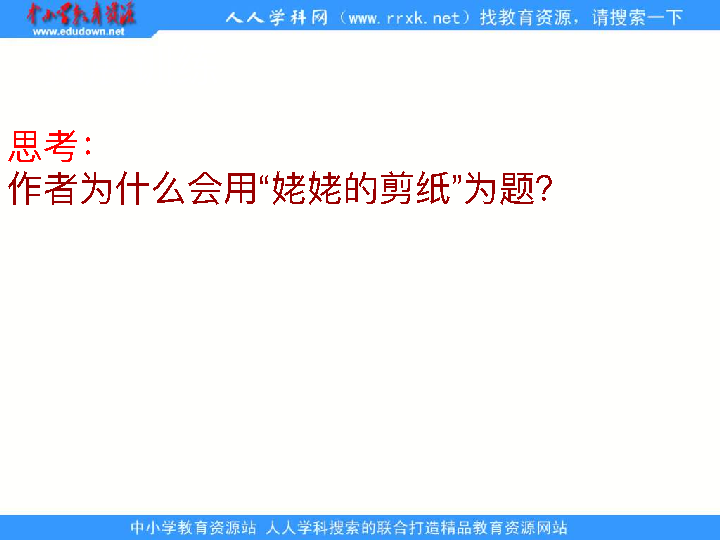 中小学教育资源
www.edudown.net
人人学科网（www.rrxk.net）找教育资源，请搜索一下
思考：
作者为什么会用“姥姥的剪纸”为题？
中小学教育资源站 人人学科搜索的联合打造精品教育资源网站